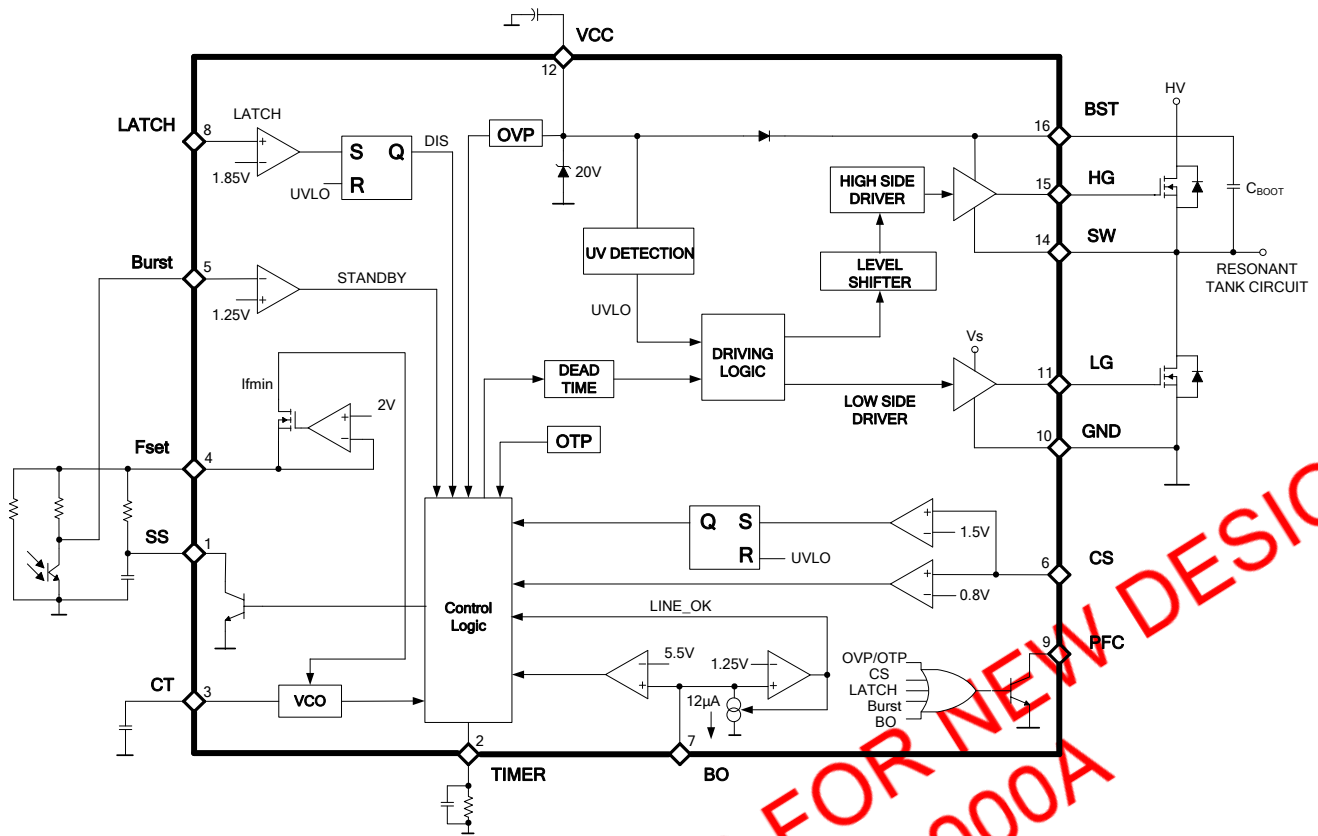 VCC
12
LATCH
8
LATCH
+
-
1.85V
S Q
R
UVLO
DIS
OVP
20V
BST
16
HV
HIGH SIDE
DRIVER
HG
15
CBOOT
SW
14
RESONANT
TANK CIRCUIT
UV DETECTION
LEVEL
SHIFTER
Burst
5
-
+
1.25V
STANDBY
UVLO
DRIVING
LOGIC
DEAD
TIME
Vs
LG
11
LOW SIDE
DRIVER
GND
10
Ifmin
2V
+
-
Fset
4
OTP
SS
1
Control
Logic
Q S
R
UVLO
+
-
1.5V
CS
6
+
-
0.8V
LINE_OK
5.5V
-
+
1.25V
-
+
12µA
PFC
9
OVP/OTP
CS
LATCH
Burst
BO
CT
3
VCO
2
TIMER
7
BO
FOR NEW DESIG
000A